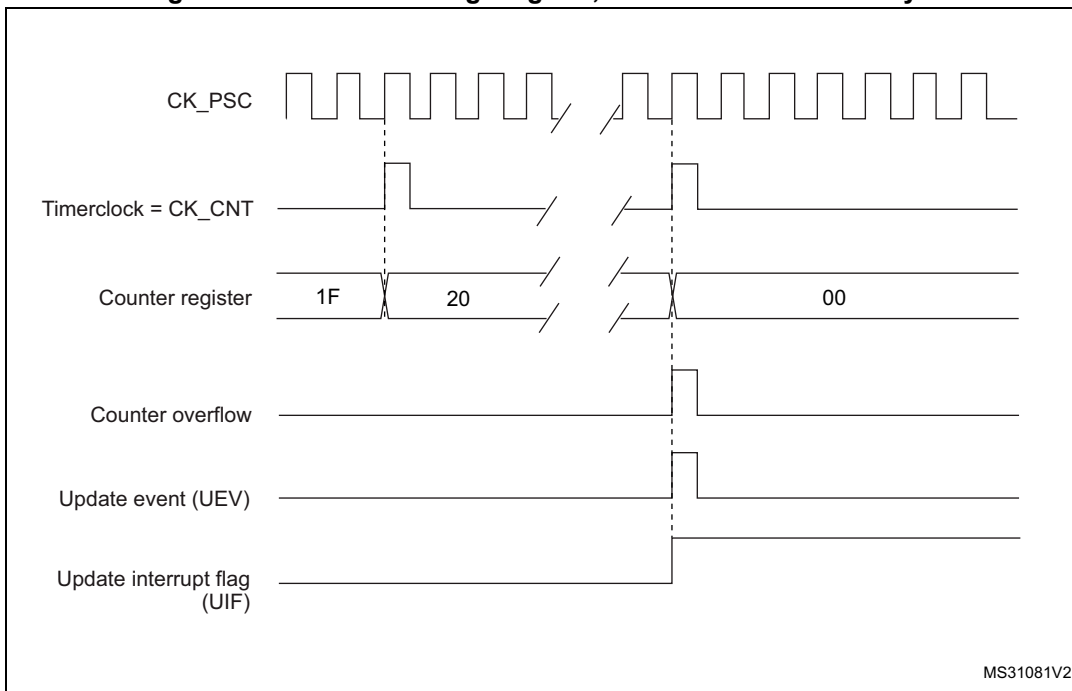 CK_PSC
Timerclock = CK_CNT
Counter register
1F
20
00
Counter overflow
Update event (UEV)
Update interrupt flag
(UIF)
MS31081V2